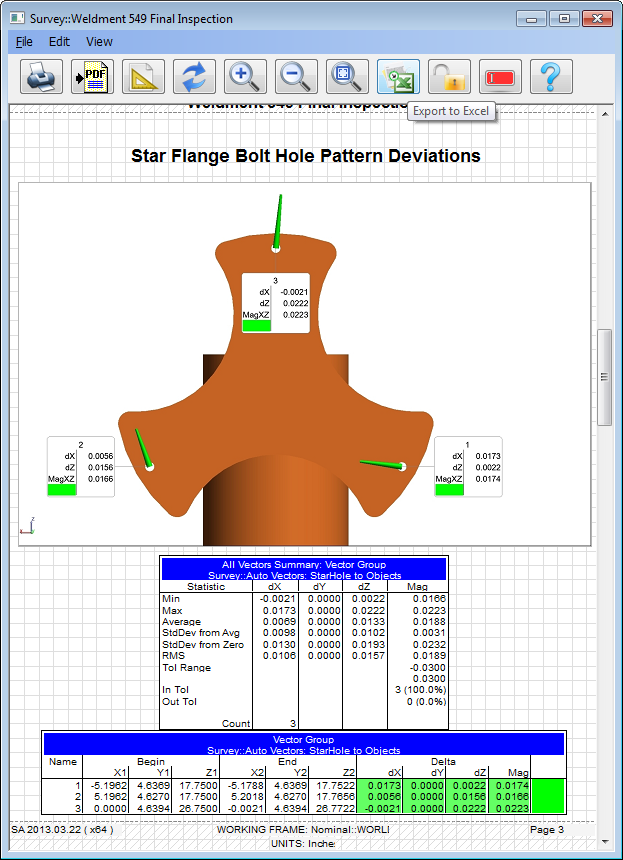 Survey::Weldment 549 Final Inspection
File Edit View
PDF
Weldment 549 Final Inspection
Export to Excel
Star Flange Bolt Hole Pattern Deviations
3
dX -0.0021
dZ 0.0222
MagXZ 0.0223
2
dX 0.0056
dZ 0.0156
MagXZ 0.0166
1
dX 0.0173
dZ 0.0022
MagXZ 0.0174
z
x
All Vectors Summary: Vector Group
Survey::Auto Vectors: StarHole to Objects
Statistic dX dY dZ Mag
Min -0.0021 0.0000 0.0022 0.0166
Max 0.0173 0.0000 0.0222 0.0223
Average 0.0069 0.0000 0.0133 0.0188
StdDev from Avg 0.0098 0.0000 0.0102 0.0031
StdDev from Zero 0.0130 0.0000 0.0193 0.0232
RMS 0.0106 0.0000 0.0157 0.0189
Tol Range -0.0300
0.0300
In Tol 3 (100.0%)
Out Tol 0 (0.0%)
Count 3
Vector Group
Survey::Auto Vectors: StarHole to Objects
Name Begin End Delta
X1 Y1 Z1 X2 Y2 Z2 dX dY dZ Mag
1 -5.1962 4.6369 17.7500 -5.1788 4.6369 17.7522 0.0173 0.0000 0.0022 0.0174
2 5.1962 4.6270 17.7500 5.2018 4.6270 17.7656 0.0056 0.0000 0.0156 0.0166
3 0.0000 4.6394 26.7500 -0.0021 4.6394 26.7722 -0.0021 0.0000 0.0222 0.0223
SA 2013.03.22 ( x64 ) WORKING FRAME: Nominal::WORLI Page 3
UNITS: Inche